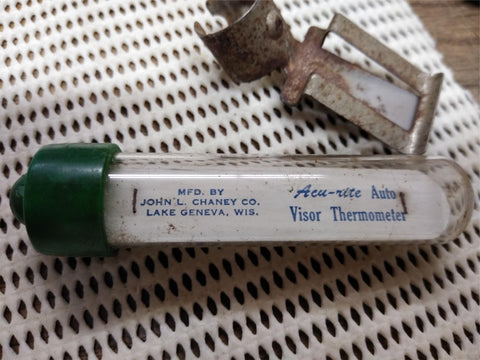 MFD. BY
JOHN L. CHANEY CO.
LAKE GENEVA, WIS.
Acu-rite Auto
Visor Thermometer